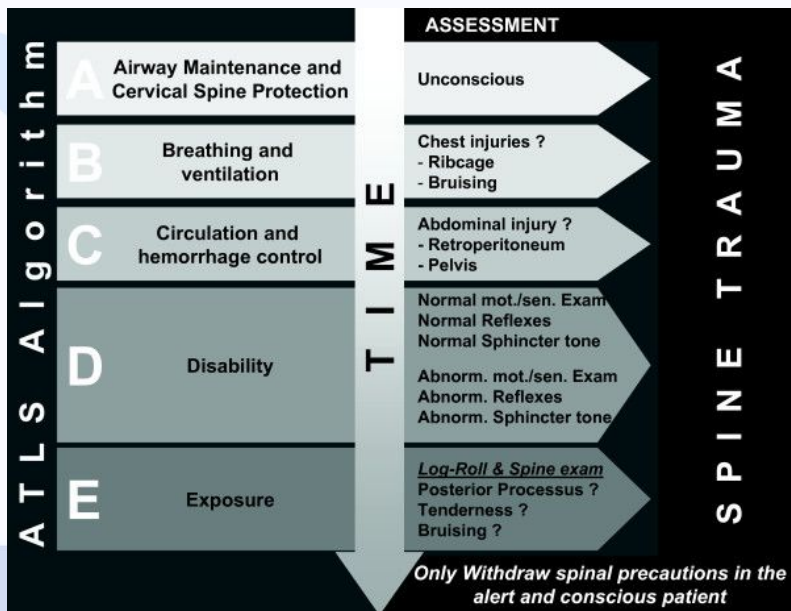 ATLS Algorithm
ASSESSMENT
A
Airway Maintenance and
Cervical Spine Protection
Unconscious
B
Breathing and
ventilation
Chest injuries ?
- Ribcage
- Bruising
C
Circulation and
hemorrhage control
Abdominal injury ?
- Retroperitoneum
- Pelvis
D
Disability
Normal mot./sen. Exam
Normal Reflexes
Normal Sphincter tone
Abnorm. mot./sen. Exam
Abnorm. Reflexes
Abnorm. Sphincter tone
E
Exposure
Log-Roll & Spine exam
Posterior Processus ?
Tenderness ?
Bruising ?
TIME
SPINE TRAUMA
Only Withdraw spinal precautions in the
alert and conscious patient